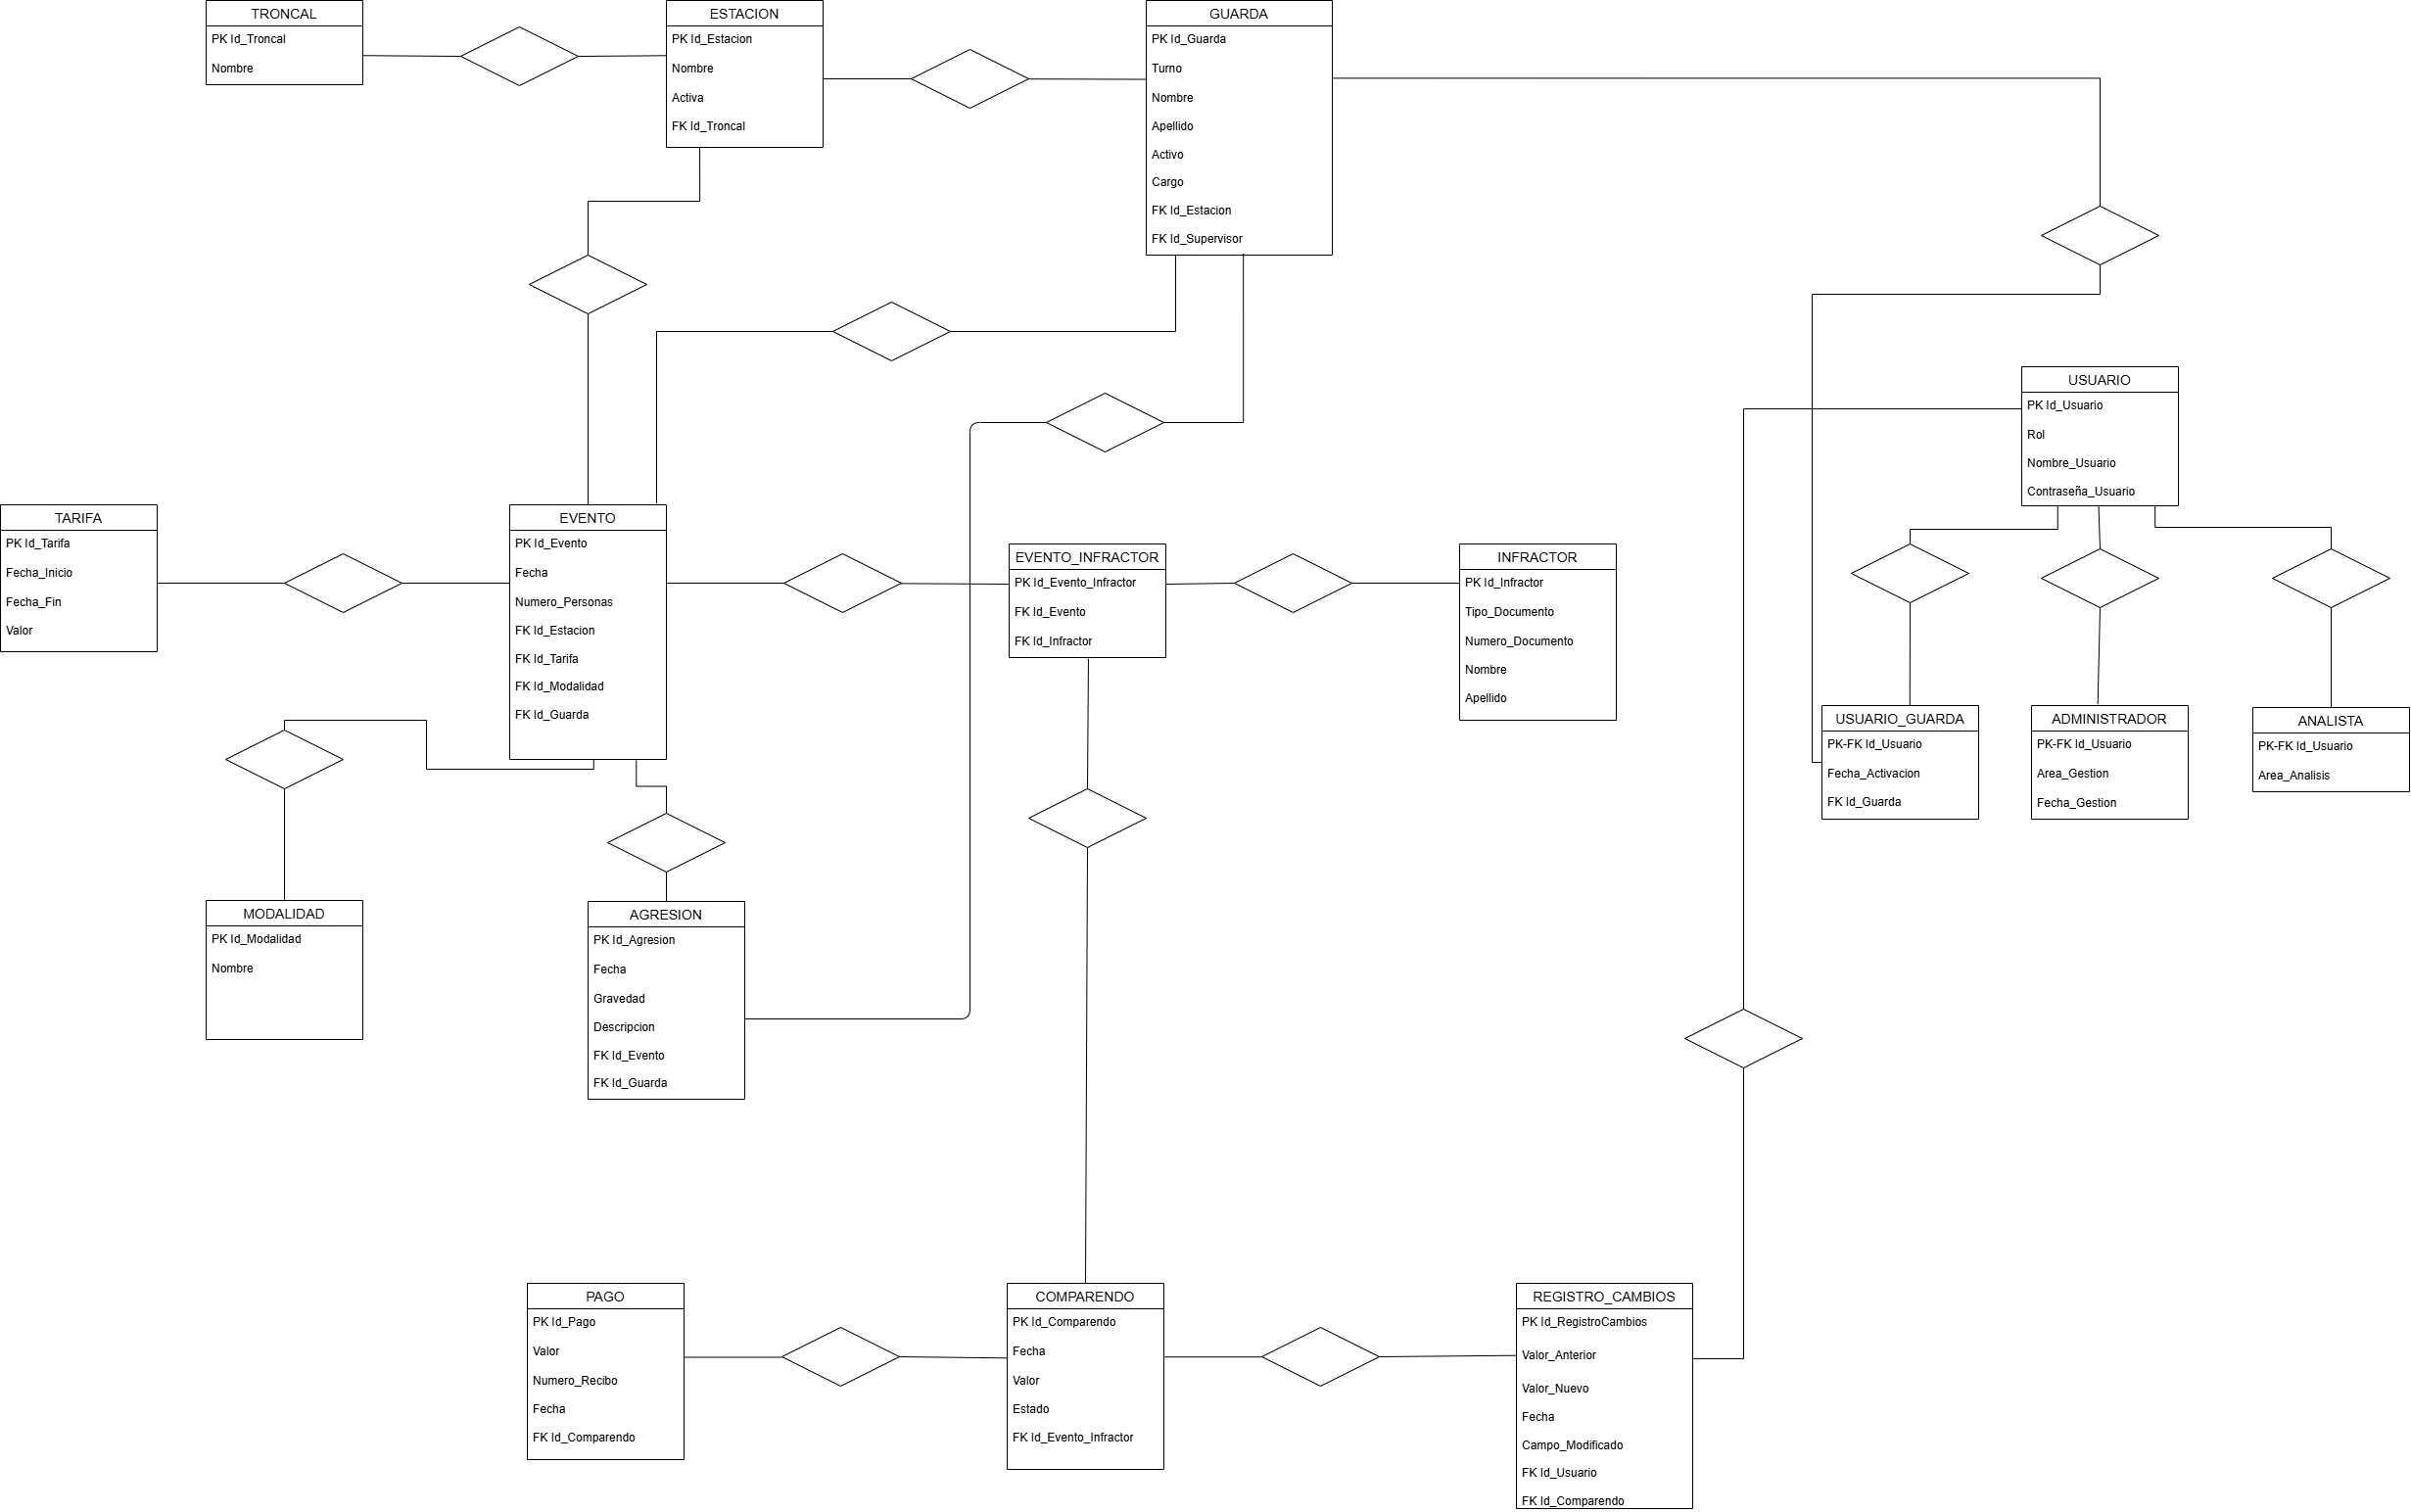 TRONCAL
PK Id_Troncal
Nombre
ESTACION
PK Id_Estacion
Nombre
Activa
FK Id_Troncal
GUARDA
PK Id_Guarda
Turno
Nombre
Apellido
Activo
Cargo
FK Id_Estacion
FK Id_Supervisor
USUARIO
PK Id_Usuario
Rol
Nombre_Usuario
Contraseña_Usuario
TARIFA
PK Id_Tarifa
Fecha_Inicio
Fecha_Fin
Valor
EVENTO
PK Id_Evento
Fecha
Numero_Personas
FK Id_Estacion
FK Id_Tarifa
FK Id_Modalidad
FK Id_Guarda
EVENTO_INFRACTOR
PK Id_Evento_Infractor
FK Id_Evento
FK Id_Infractor
INFRACTOR
PK Id_Infractor
Tipo_Documento
Numero_Documento
Nombre
Apellido
USUARIO_GUARDA
PK-FK Id_Usuario
Fecha_Activacion
FK Id_Guarda
ADMINISTRADOR
PK-FK Id_Usuario
Area_Gestion
Fecha_Gestion
ANALISTA
PK-FK Id_Usuario
Area_Analisis
MODALIDAD
PK Id_Modalidad
Nombre
AGRESION
PK Id_Agresion
Fecha
Gravedad
Descripcion
FK Id_Evento
FK Id_Guarda
PAGO
PK Id_Pago
Valor
Numero_Recibo
Fecha
FK Id_Comparendo
COMPARENDO
PK Id_Comparendo
Fecha
Valor
Estado
FK Id_Evento_Infractor
REGISTRO_CAMBIOS
PK Id_RegistroCambios
Valor_Anterior
Valor_Nuevo
Fecha
Campo_Modificado
FK Id_Usuario
FK Id_Comparendo